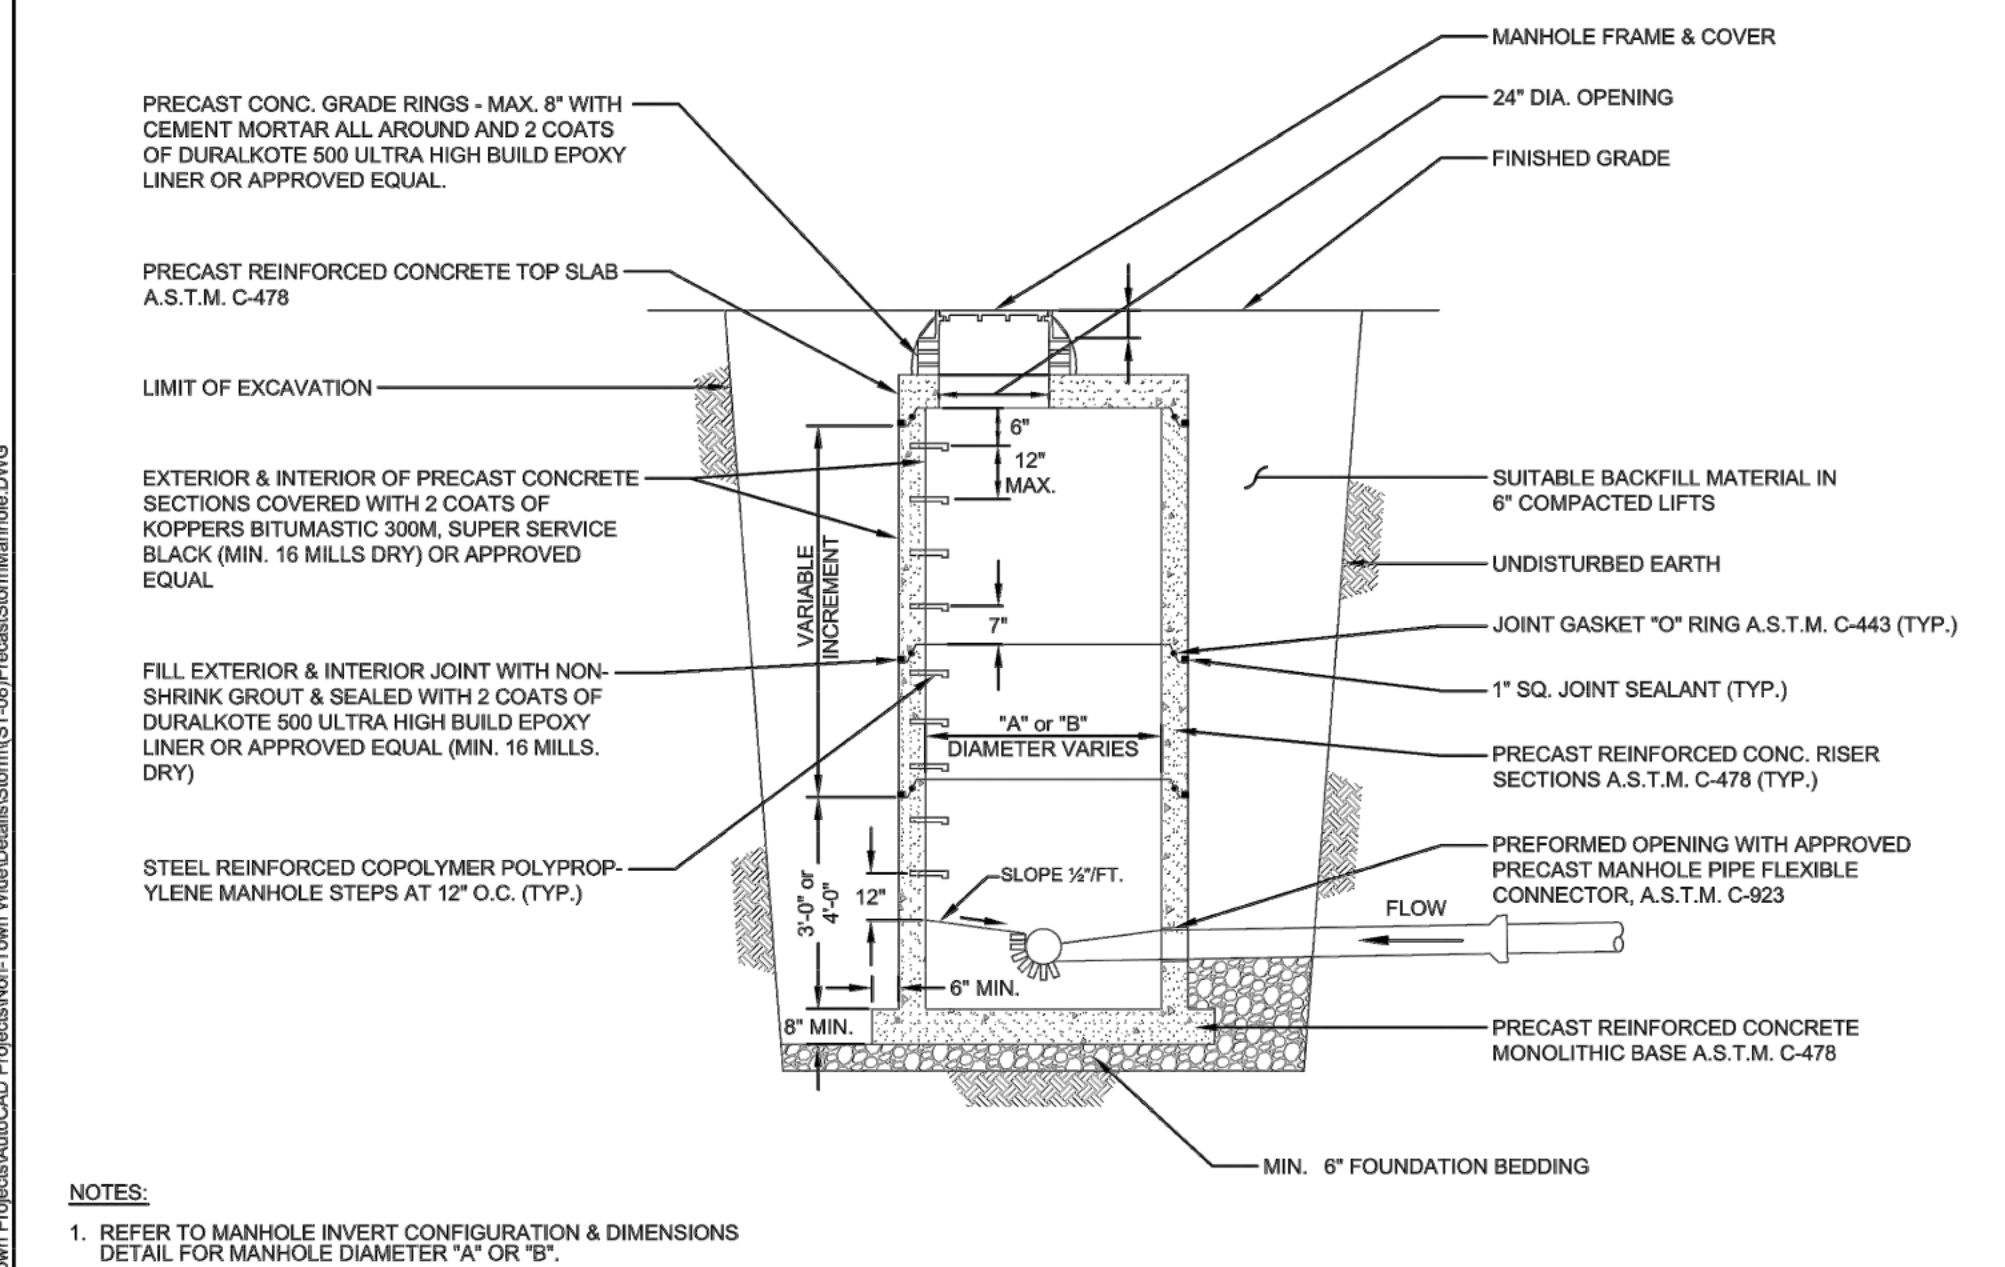 MANHOLE FRAME & COVER
24" DIA. OPENING
FINISHED GRADE
PRECAST CONC. GRADE RINGS - MAX. 8" WITH
CEMENT MORTAR ALL AROUND AND 2 COATS
OF DURALKOTE 500 ULTRA HIGH BUILD EPOXY
LINER OR APPROVED EQUAL.
PRECAST REINFORCED CONCRETE TOP SLAB
A.S.T.M. C-478
LIMIT OF EXCAVATION
EXTERIOR & INTERIOR OF PRECAST CONCRETE
SECTIONS COVERED WITH 2 COATS OF
KOPPERS BITUMASTIC 300M, SUPER SERVICE
BLACK (MIN. 16 MILLS DRY) OR APPROVED
EQUAL
FILL EXTERIOR & INTERIOR JOINT WITH NON-
SHRINK GROUT & SEALED WITH 2 COATS OF
DURALKOTE 500 ULTRA HIGH BUILD EPOXY
LINER OR APPROVED EQUAL (MIN. 16 MILLS.
DRY)
STEEL REINFORCED COPOLYMER POLYPROP-
YLENE MANHOLE STEPS AT 12" O.C. (TYP.)
6"
12"
MAX.
VARIABLE
INCREMENT
7"
"A" or "B"
DIAMETER VARIES
3'-0" or
4'-0"
12"
SLOPE ½"/FT.
6" MIN.
8" MIN.
FLOW
SUITABLE BACKFILL MATERIAL IN
6" COMPACTED LIFTS
UNDISTURBED EARTH
JOINT GASKET "O" RING A.S.T.M. C-443 (TYP.)
1" SQ. JOINT SEALANT (TYP.)
PRECAST REINFORCED CONC. RISER
SECTIONS A.S.T.M. C-478 (TYP.)
PREFORMED OPENING WITH APPROVED
PRECAST MANHOLE PIPE FLEXIBLE
CONNECTOR, A.S.T.M. C-923
PRECAST REINFORCED CONCRETE
MONOLITHIC BASE A.S.T.M. C-478
MIN. 6" FOUNDATION BEDDING
NOTES:
1. REFER TO MANHOLE INVERT CONFIGURATION & DIMENSIONS
DETAIL FOR MANHOLE DIAMETER "A" OR "B".